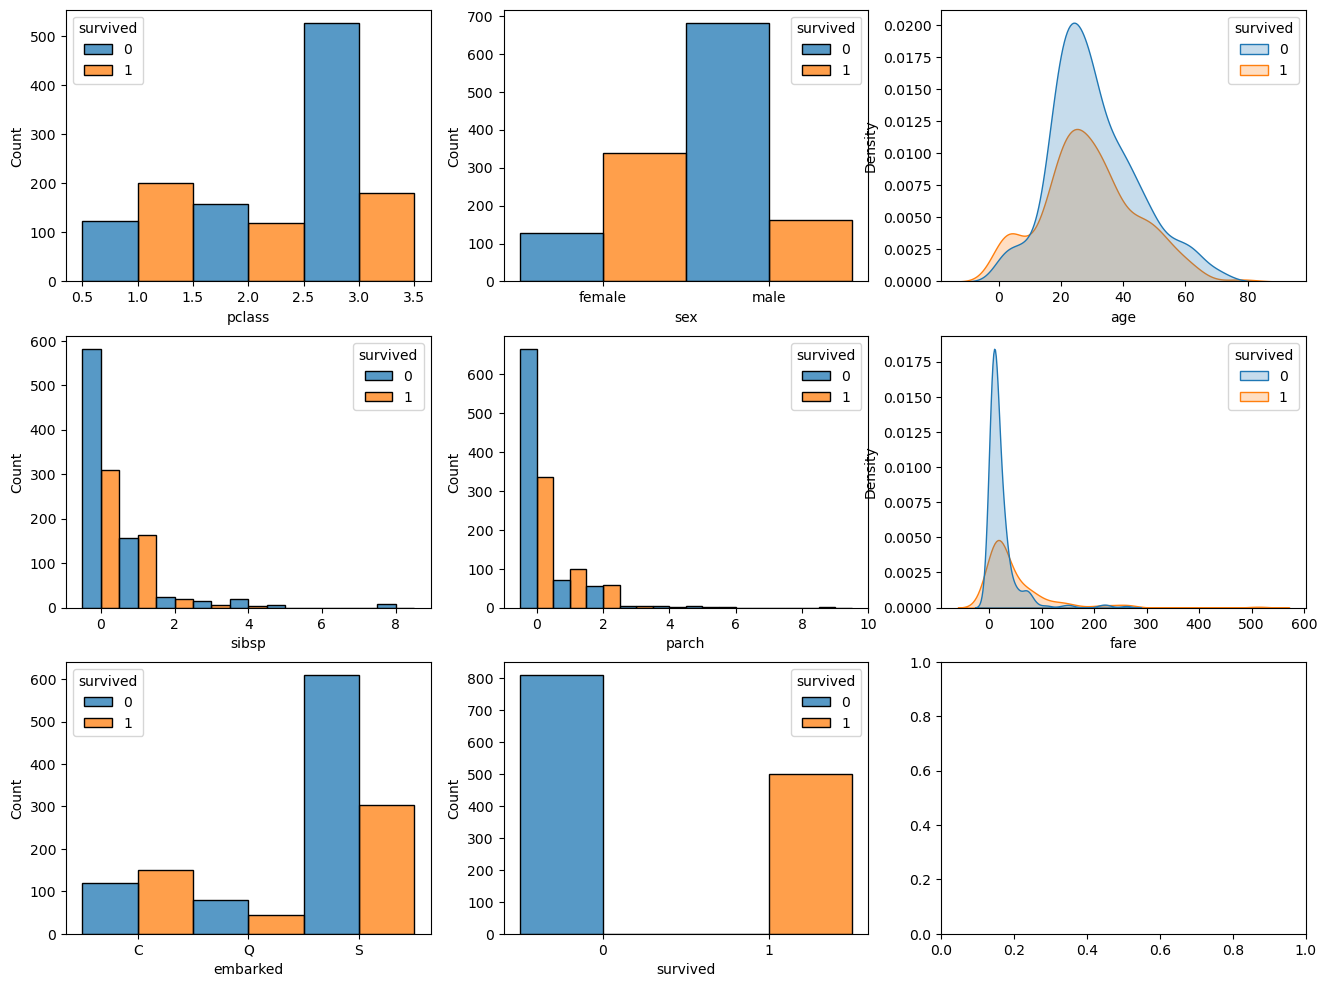 survived
0
1
500
400
300
200
100
0
Count
0.5 1.0 1.5 2.0 2.5 3.0 3.5
pclass
survived
0
1
700
600
500
400
300
200
100
0
Count
female male
sex
survived
0
1
0.0200
0.0175
0.0150
0.0125
0.0100
0.0075
0.0050
0.0025
0.0000
Density
0 20 40 60 80
age
survived
0
1
600
500
400
300
200
100
0
Count
0 2 4 6 8
sibsp
survived
0
1
600
500
400
300
200
100
0
Count
0 2 4 6 8 10
parch
survived
0
1
0.0175
0.0150
0.0125
0.0100
0.0075
0.0050
0.0025
0.0000
Density
0 100 200 300 400 500 600
fare
survived
0
1
600
500
400
300
200
100
0
Count
C Q S
embarked
survived
0
1
800
700
600
500
400
300
200
100
0
Count
0 1
survived
1.0
0.8
0.6
0.4
0.2
0.0
0.0 0.2 0.4 0.6 0.8 1.0